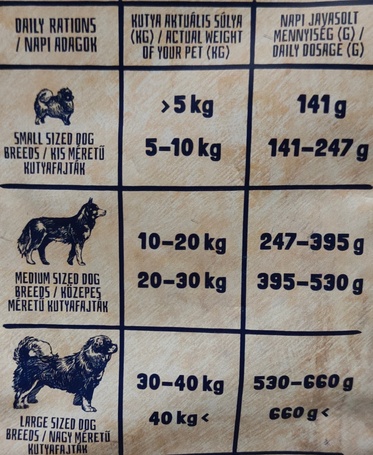 DAILY RATIONS
/ NAPI ADAGOK
KUTYA AKTUÁLIS SÚLYA
(KG) / ACTUAL WEIGHT
OF YOUR PET (KG)
NAPI JAVASOLT
MENNYISÉG (G) /
DAILY DOSAGE (G)
SMALL SIZED DOG
BREEDS / KIS MÉRETŰ
KUTYAFAJTÁK
>5 kg
141 g
5–10 kg
141–247 g
MEDIUM SIZED DOG
BREEDS / KÖZEPES
MÉRETŰ KUTYAFAJTÁK
10–20 kg
247–395 g
20–30 kg
395–530 g
LARGE SIZED DOG
BREEDS / NAGY MÉRETŰ
KUTYAFAJTÁK
30–40 kg
530–660 g
40 kg <
660 g <